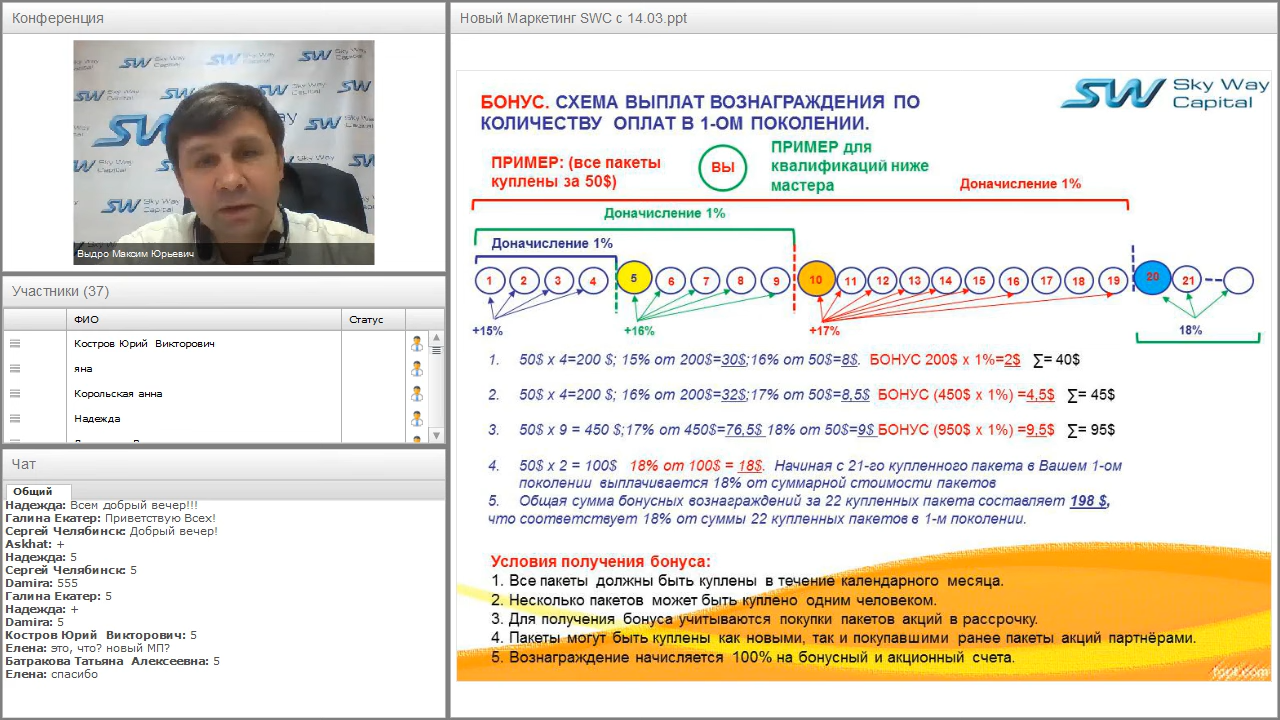 Конференция
Выдро Максим Юрьевич
Участники (37)
ФИО
Статус
Костров Юрий Викторович
яна
Корольская анна
Надежда
Чат
Общий
Надежда: Всем добрый вечер!!!
Галина Екатер: Приветствую Всех!
Сергей Челябинск: Добрый вечер!
Askhat: +
Надежда: 5
Сергей Челябинск: 5
Damira: 555
Галина Екатер: 5
Надежда: +
Damira: 5
Костров Юрий Викторович: 5
Елена: это, что? новый МП?
Батракова Татьяна Алексеевна: 5
Елена: спасибо
Новый Маркетинг SWC с 14.03.ppt
SW Sky Way
Capital
БОНУС. СХЕМА ВЫПЛАТ ВОЗНАГРАЖДЕНИЯ ПО
КОЛИЧЕСТВУ ОПЛАТ В 1-ОМ ПОКОЛЕНИИ.
ПРИМЕР: (все пакеты
куплены за 50$)
ВЫ
ПРИМЕР для
квалификаций ниже
мастера
Доначисление 1%
Доначисление 1%
Доначисление 1%
1 2 3 4 5 6 7 8 9 10 11 12 13 14 15 16 17 18 19 20 21
+15% +16% +17% 18%
1. 50$ х 4=200 $; 15% от 200$=30$;16% от 50$=8$. БОНУС 200$ х 1%=2$ ∑= 40$
2. 50$ х 4=200 $; 16% от 200$=32$;17% от 50$=8,5$ БОНУС (450$ х 1%) =4,5$ ∑= 45$
3. 50$ х 9 = 450 $;17% от 450$=76,5$ 18% от 50$=9$ БОНУС (950$ х 1%) =9,5$ ∑= 95$
4. 50$ х 2 = 100$ 18% от 100$ = 18$. Начиная с 21-го купленного пакета в Вашем 1-ом
поколении выплачивается 18% от суммарной стоимости пакетов
5. Общая сумма бонусных вознаграждений за 22 купленных пакета составляет 198 $,
что соответствует 18% от суммы 22 купленных пакетов в 1-м поколении.
Условия получения бонуса:
1. Все пакеты должны быть куплены в течение календарного месяца.
2. Несколько пакетов может быть куплено одним человеком.
3. Для получения бонуса учитываются покупки пакетов акций в рассрочку.
4. Пакеты могут быть куплены как новыми, так и покупавшими ранее пакеты акций партнёрами.
5. Вознаграждение начисляется 100% на бонусный и акционный счета.
fppt.com